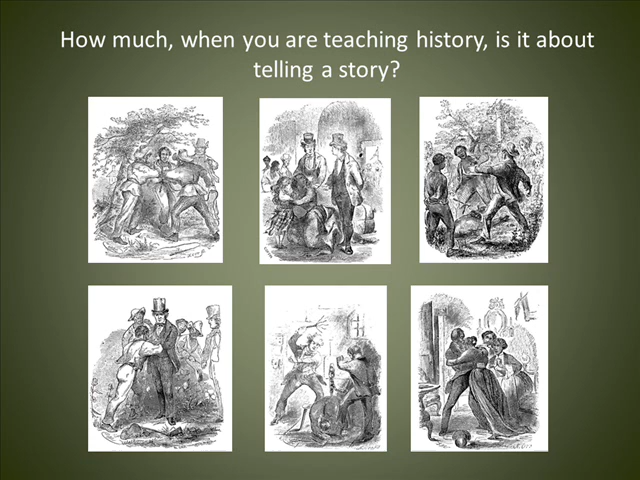 How much, when you are teaching history, is it about
telling a story?